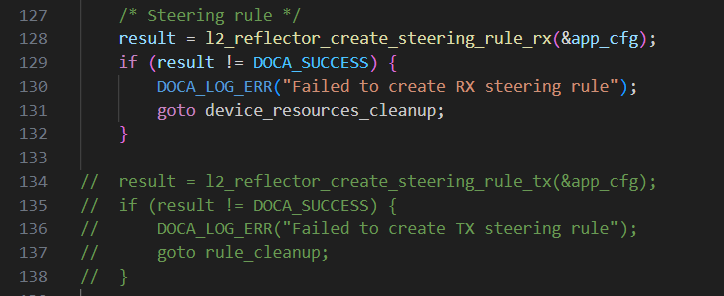 127 /* Steering rule */
128 result = l2_reflector_create_steering_rule_rx(&app_cfg);
129 if (result != DOCA_SUCCESS) {
130 DOCA_LOG_ERR("Failed to create RX steering rule");
131 goto device_resources_cleanup;
132 }
133
134 // result = l2_reflector_create_steering_rule_tx(&app_cfg);
135 // if (result != DOCA_SUCCESS) {
136 // DOCA_LOG_ERR("Failed to create TX steering rule");
137 // goto rule_cleanup;
138 // }